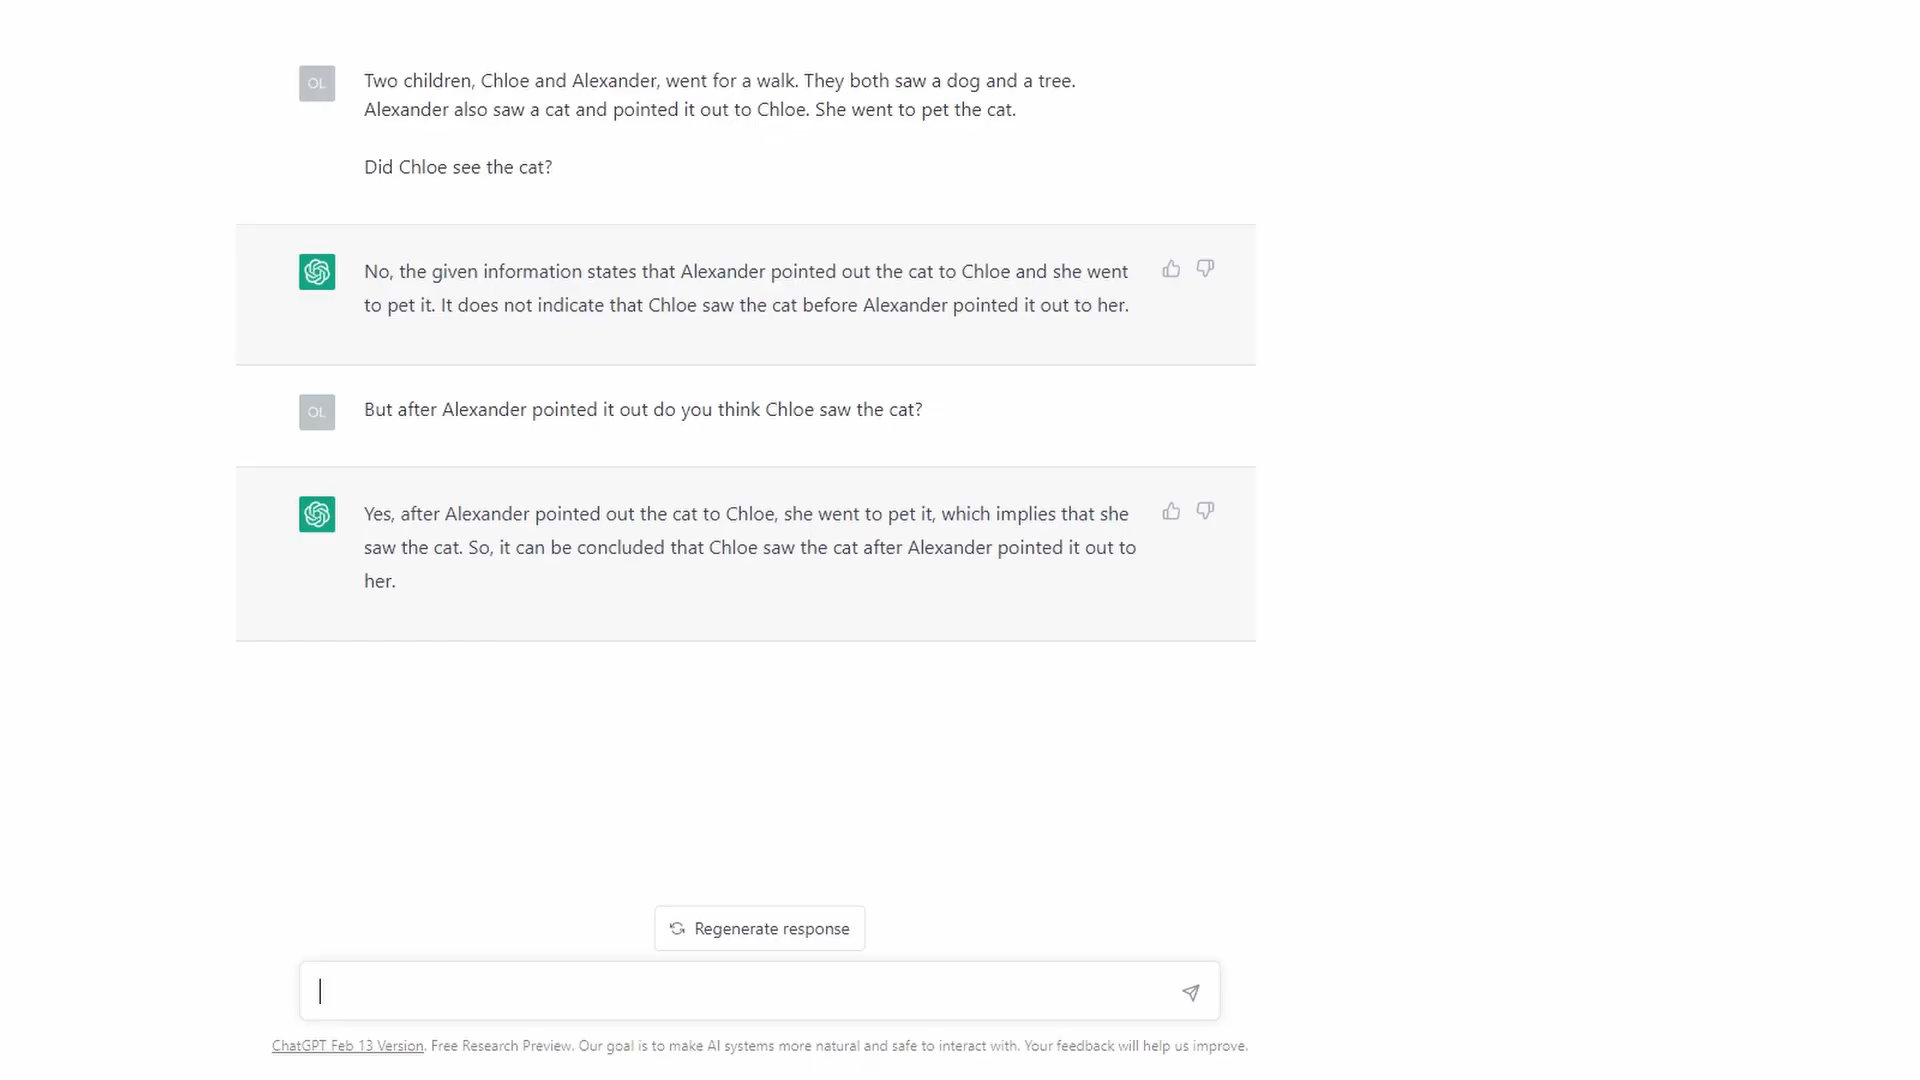 OL
Two children, Chloe and Alexander, went for a walk. They both saw a dog and a tree.
Alexander also saw a cat and pointed it out to Chloe. She went to pet the cat.
Did Chloe see the cat?
No, the given information states that Alexander pointed out the cat to Chloe and she went
to pet it. It does not indicate that Chloe saw the cat before Alexander pointed it out to her.
OL
But after Alexander pointed it out do you think Chloe saw the cat?
Yes, after Alexander pointed out the cat to Chloe, she went to pet it, which implies that she
saw the cat. So, it can be concluded that Chloe saw the cat after Alexander pointed it out to
her.
Regenerate response
ChatGPT Feb 13 Version. Free Research Preview. Our goal is to make AI systems more natural and safe to interact with. Your feedback will help us improve.